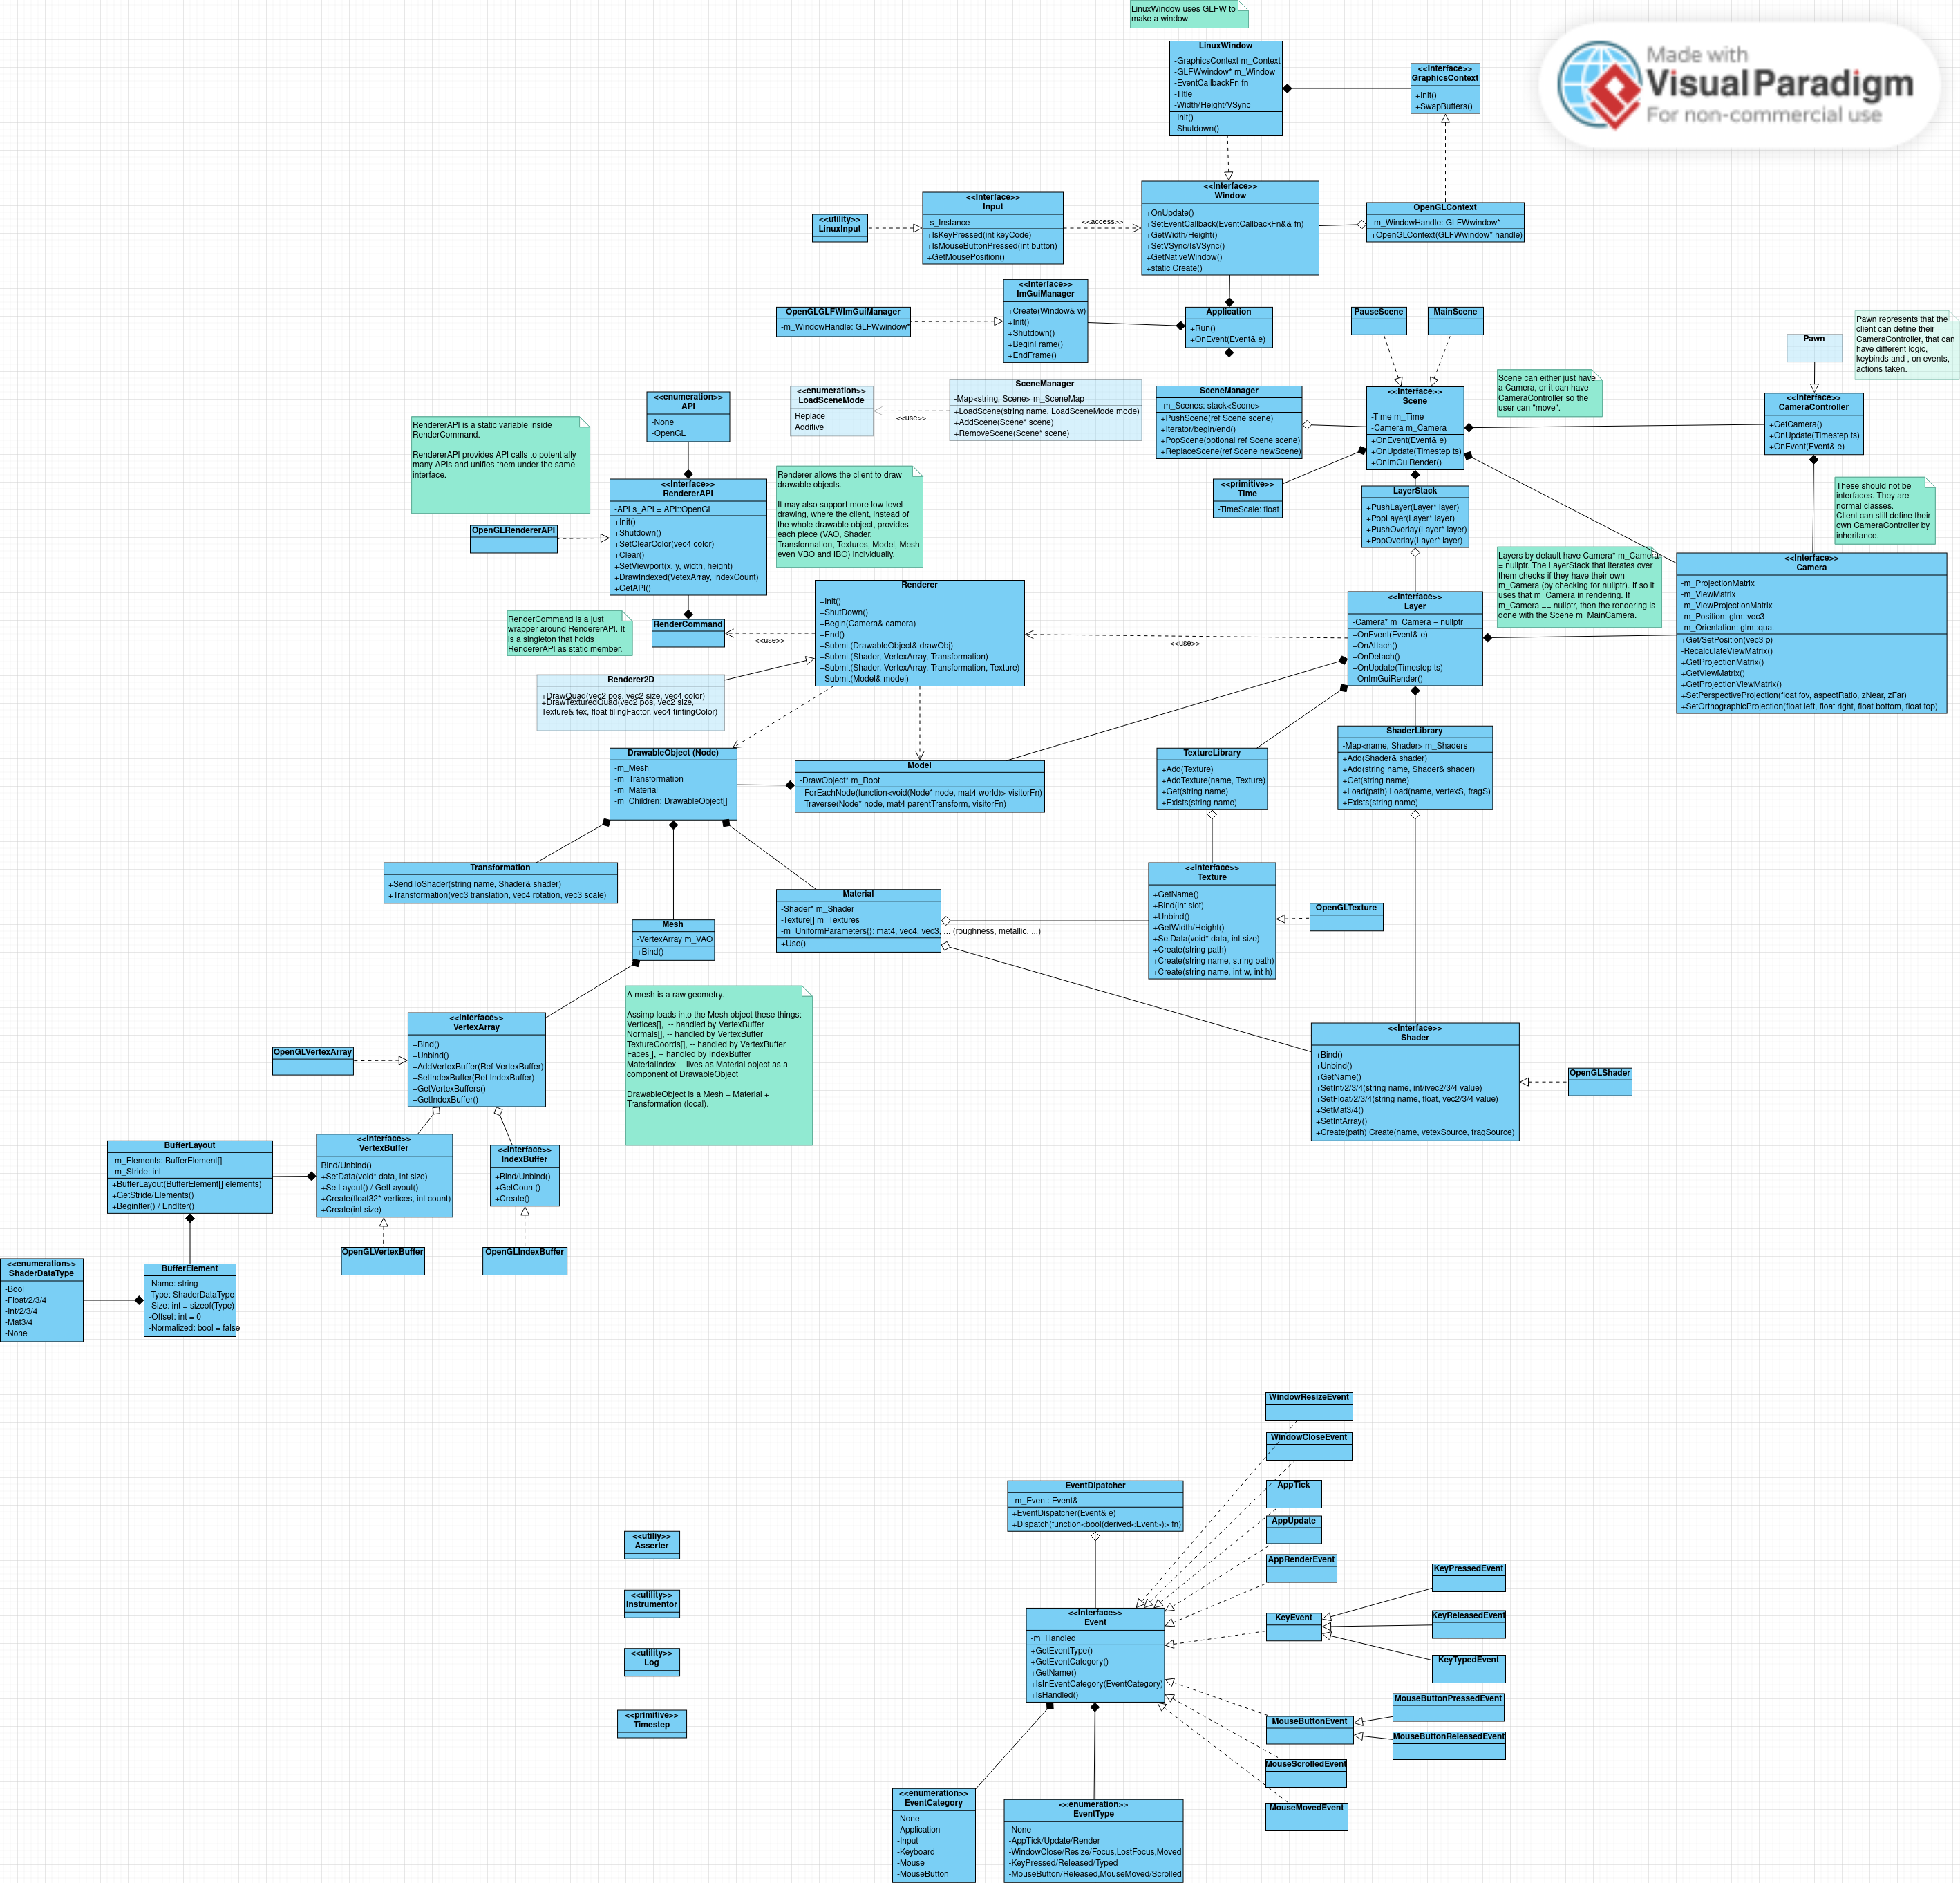 LinuxWindow uses GLFW to
make a window.
LinuxWindow
-GraphicsContext m_Context
-GLFWwindow* m_Window
-EventCallbackFn fn
-TItle
-Width/Height/VSync
-Init()
-Shutdown()
<<Interface>>
GraphicsContext
+Init()
+SwapBuffers()
Made with
Visual Paradigm
For non-commercial use
<<utility>>
LinuxInput
<<Interface>>
Input
-s_Instance
+IsKeyPressed(int keyCode)
+IsMouseButtonPressed(int button)
+GetMousePosition()
<<access>>
<<Interface>>
Window
+OnUpdate()
+SetEventCallback(EventCallbackFn&& fn)
+GetWidth/Height()
+SetVSync/IsVSync()
+GetNativeWindow()
+static Create()
OpenGLContext
-m_WindowHandle: GLFWwindow*
+OpenGLContext(GLFWwindow* handle)
OpenGLGLFWImGuiManager
-m_WindowHandle: GLFWwindow*
<<Interface>>
ImGuiManager
+Create(Window& w)
+Init()
+Shutdown()
+BeginFrame()
+EndFrame()
Application
+Run()
+OnEvent(Event& e)
PauseScene
MainScene
Pawn
Pawn represents that the
client can define their
CameraController, that can
have different logic,
keybinds and , on events,
actions taken.
<<enumeration>>
LoadSceneMode
Replace
Additive
<<use>>
SceneManager
-Map<string, Scene> m_SceneMap
+LoadScene(string name, LoadSceneMode mode)
+AddScene(Scene* scene)
+RemoveScene(Scene* scene)
SceneManager
-m_Scenes: stack<Scene>
+PushScene(ref Scene scene)
+Iterator/begin/end()
+PopScene(optional ref Scene scene)
+ReplaceScene(ref Scene newScene)
<<Interface>>
Scene
-Time m_Time
-Camera m_Camera
+OnEvent(Event& e)
+OnUpdate(Timestep ts)
+OnImGuiRender()
Scene can either just have
a Camera, or it can have
CameraController so the
user can "move".
<<Interface>>
CameraController
+GetCamera()
+OnUpdate(Timestep ts)
+OnEvent(Event& e)
<<enumeration>>
API
-None
-OpenGL
RendererAPI is a static variable inside
RenderCommand.
RendererAPI provides API calls to potentially
many APIs and unifies them under the same
interface.
<<Interface>>
RendererAPI
-API s_API = API::OpenGL
+Init()
+Shutdown()
+SetClearColor(vec4 color)
+Clear()
+SetViewport(x, y, width, height)
+DrawIndexed(VetexArray, indexCount)
+GetAPI()
OpenGLRendererAPI
Renderer allows the client to draw
drawable objects.
It may also support more low-level
drawing, where the client, instead of
the whole drawable object, provides
each piece (VAO, Shader,
Transformation, Textures, Model, Mesh
even VBO and IBO) individually.
<<primitive>>
Time
-TimeScale: float
LayerStack
+PushLayer(Layer* layer)
+PopLayer(Layer* layer)
+PushOverlay(Layer* layer)
+PopOverlay(Layer* layer)
These should not be
interfaces. They are
normal classes.
Client can still define their
own CameraController by
inheritance.
Layers by default have Camera* m_Camera
= nullptr. The LayerStack that iterates over
them checks if they have their own
m_Camera (by checking for nullptr). If so it
uses that m_Camera in rendering. If
m_Camera == nullptr, then the rendering is
done with the Scene m_MainCamera.
<<Interface>>
Camera
-m_ProjectionMatrix
-m_ViewMatrix
-m_ViewProjectionMatrix
-m_Position: glm::vec3
-m_Orientation: glm::quat
+Get/SetPosition(vec3 p)
-RecalculateViewMatrix()
+GetProjectionMatrix()
+GetViewMatrix()
+GetProjectionViewMatrix()
+SetPerspectiveProjection(float fov, aspectRatio, zNear, zFar)
+SetOrthographicProjection(float left, float right, float bottom, float top)
RenderCommand is a just
wrapper around RendererAPI. It
is a singleton that holds
RendererAPI as static member.
RenderCommand
<<use>>
Renderer
+Init()
+ShutDown()
+Begin(Camera& camera)
+End()
+Submit(DrawableObject& drawObj)
+Submit(Shader, VertexArray, Transformation)
+Submit(Shader, VertexArray, Transformation, Texture)
+Submit(Model& model)
<<use>>
<<Interface>>
Layer
-Camera* m_Camera = nullptr
+OnEvent(Event& e)
+OnAttach()
+OnDetach()
+OnUpdate(Timestep ts)
+OnImGuiRender()
Renderer2D
+DrawQuad(vec2 pos, vec2 size, vec4 color)
+DrawTexturedQuad(vec2 pos, vec2 size,
Texture& tex, float tilingFactor, vec4 tintingColor)
DrawableObject (Node)
-m_Mesh
-m_Transformation
-m_Material
-m_Children: DrawableObject[]
Model
-DrawObject* m_Root
+ForEachNode(function<void(Node* node, mat4 world)> visitorFn)
+Traverse(Node* node, mat4 parentTransform, visitorFn)
TextureLibrary
+Add(Texture)
+AddTexture(name, Texture)
+Get(string name)
+Exists(string name)
ShaderLibrary
-Map<name, Shader> m_Shaders
+Add(Shader& shader)
+Add(string name, Shader& shader)
+Get(string name)
+Load(path) Load(name, vertexS, fragS)
+Exists(string name)
Transformation
+SendToShader(string name, Shader& shader)
+Transformation(vec3 translation, vec4 rotation, vec3 scale)
Mesh
-VertexArray m_VAO
+Bind()
Material
-Shader* m_Shader
-Texture[] m_Textures
-m_UniformParameters{}: mat4, vec4, vec3, ... (roughness, metallic, ...)
+Use()
<<Interface>>
Texture
+GetName()
+Bind(int slot)
+Unbind()
+GetWidth/Height()
+SetData(void* data, int size)
+Create(string path)
+Create(string name, string path)
+Create(string name, int w, int h)
OpenGLTexture
A mesh is a raw geometry.
Assimp loads into the Mesh object these things:
Vertices[], -- handled by VertexBuffer
Normals[], -- handled by VertexBuffer
TextureCoords[], -- handled by VertexBuffer
Faces[], -- handled by IndexBuffer
MaterialIndex -- lives as Material object as a
component of DrawableObject
DrawableObject is a Mesh + Material +
Transformation (local).
<<Interface>>
VertexArray
+Bind()
+Unbind()
+AddVertexBuffer(Ref VertexBuffer)
+SetIndexBuffer(Ref IndexBuffer)
+GetVertexBuffers()
+GetIndexBuffer()
OpenGLVertexArray
<<Interface>>
Shader
+Bind()
+Unbind()
+GetName()
+SetInt/2/3/4(string name, int/ivec2/3/4 value)
+SetFloat/2/3/4(string name, float, vec2/3/4 value)
+SetMat3/4()
+SetIntArray()
+Create(path) Create(name, vetexSource, fragSource)
OpenGLShader
BufferLayout
-m_Elements: BufferElement[]
-m_Stride: int
+BufferLayout(BufferElement[] elements)
+GetStride/Elements()
+BeginIter() / EndIter()
<<Interface>>
VertexBuffer
Bind/Unbind()
+SetData(void* data, int size)
+SetLayout() / GetLayout()
+Create(float32* vertices, int count)
+Create(int size)
<<Interface>>
IndexBuffer
+Bind/Unbind()
+GetCount()
+Create()
OpenGLVertexBuffer
OpenGLIndexBuffer
<<enumeration>>
ShaderDataType
-Bool
-Float/2/3/4
-Int/2/3/4
-Mat3/4
-None
BufferElement
-Name: string
-Type: ShaderDataType
-Size: int = sizeof(Type)
-Offset: int = 0
-Normalized: bool = false
WindowResizeEvent
WindowCloseEvent
EventDipatcher
-m_Event: Event&
+EventDispatcher(Event& e)
+Dispatch(function<bool(derived<Event>)> fn)
AppTick
AppUpdate
AppRenderEvent
<<utiliy>>
Asserter
<<utility>>
Instrumentor
<<utility>>
Log
<<primitive>>
Timestep
<<Interface>>
Event
-m_Handled
+GetEventType()
+GetEventCategory()
+GetName()
+IsInEventCategory(EventCategory)
+IsHandled()
KeyEvent
KeyPressedEvent
KeyReleasedEvent
KeyTypedEvent
MouseButtonEvent
MouseButtonPressedEvent
MouseButtonReleasedEvent
MouseScrolledEvent
MouseMovedEvent
<<enumeration>>
EventCategory
-None
-Application
-Input
-Keyboard
-Mouse
-MouseButton
<<enumeration>>
EventType
-None
-AppTick/Update/Render
-WindowClose/Resize/Focus,LostFocus,Moved
-KeyPressed/Released/Typed
-MouseButton/Released,MouseMoved/Scrolled